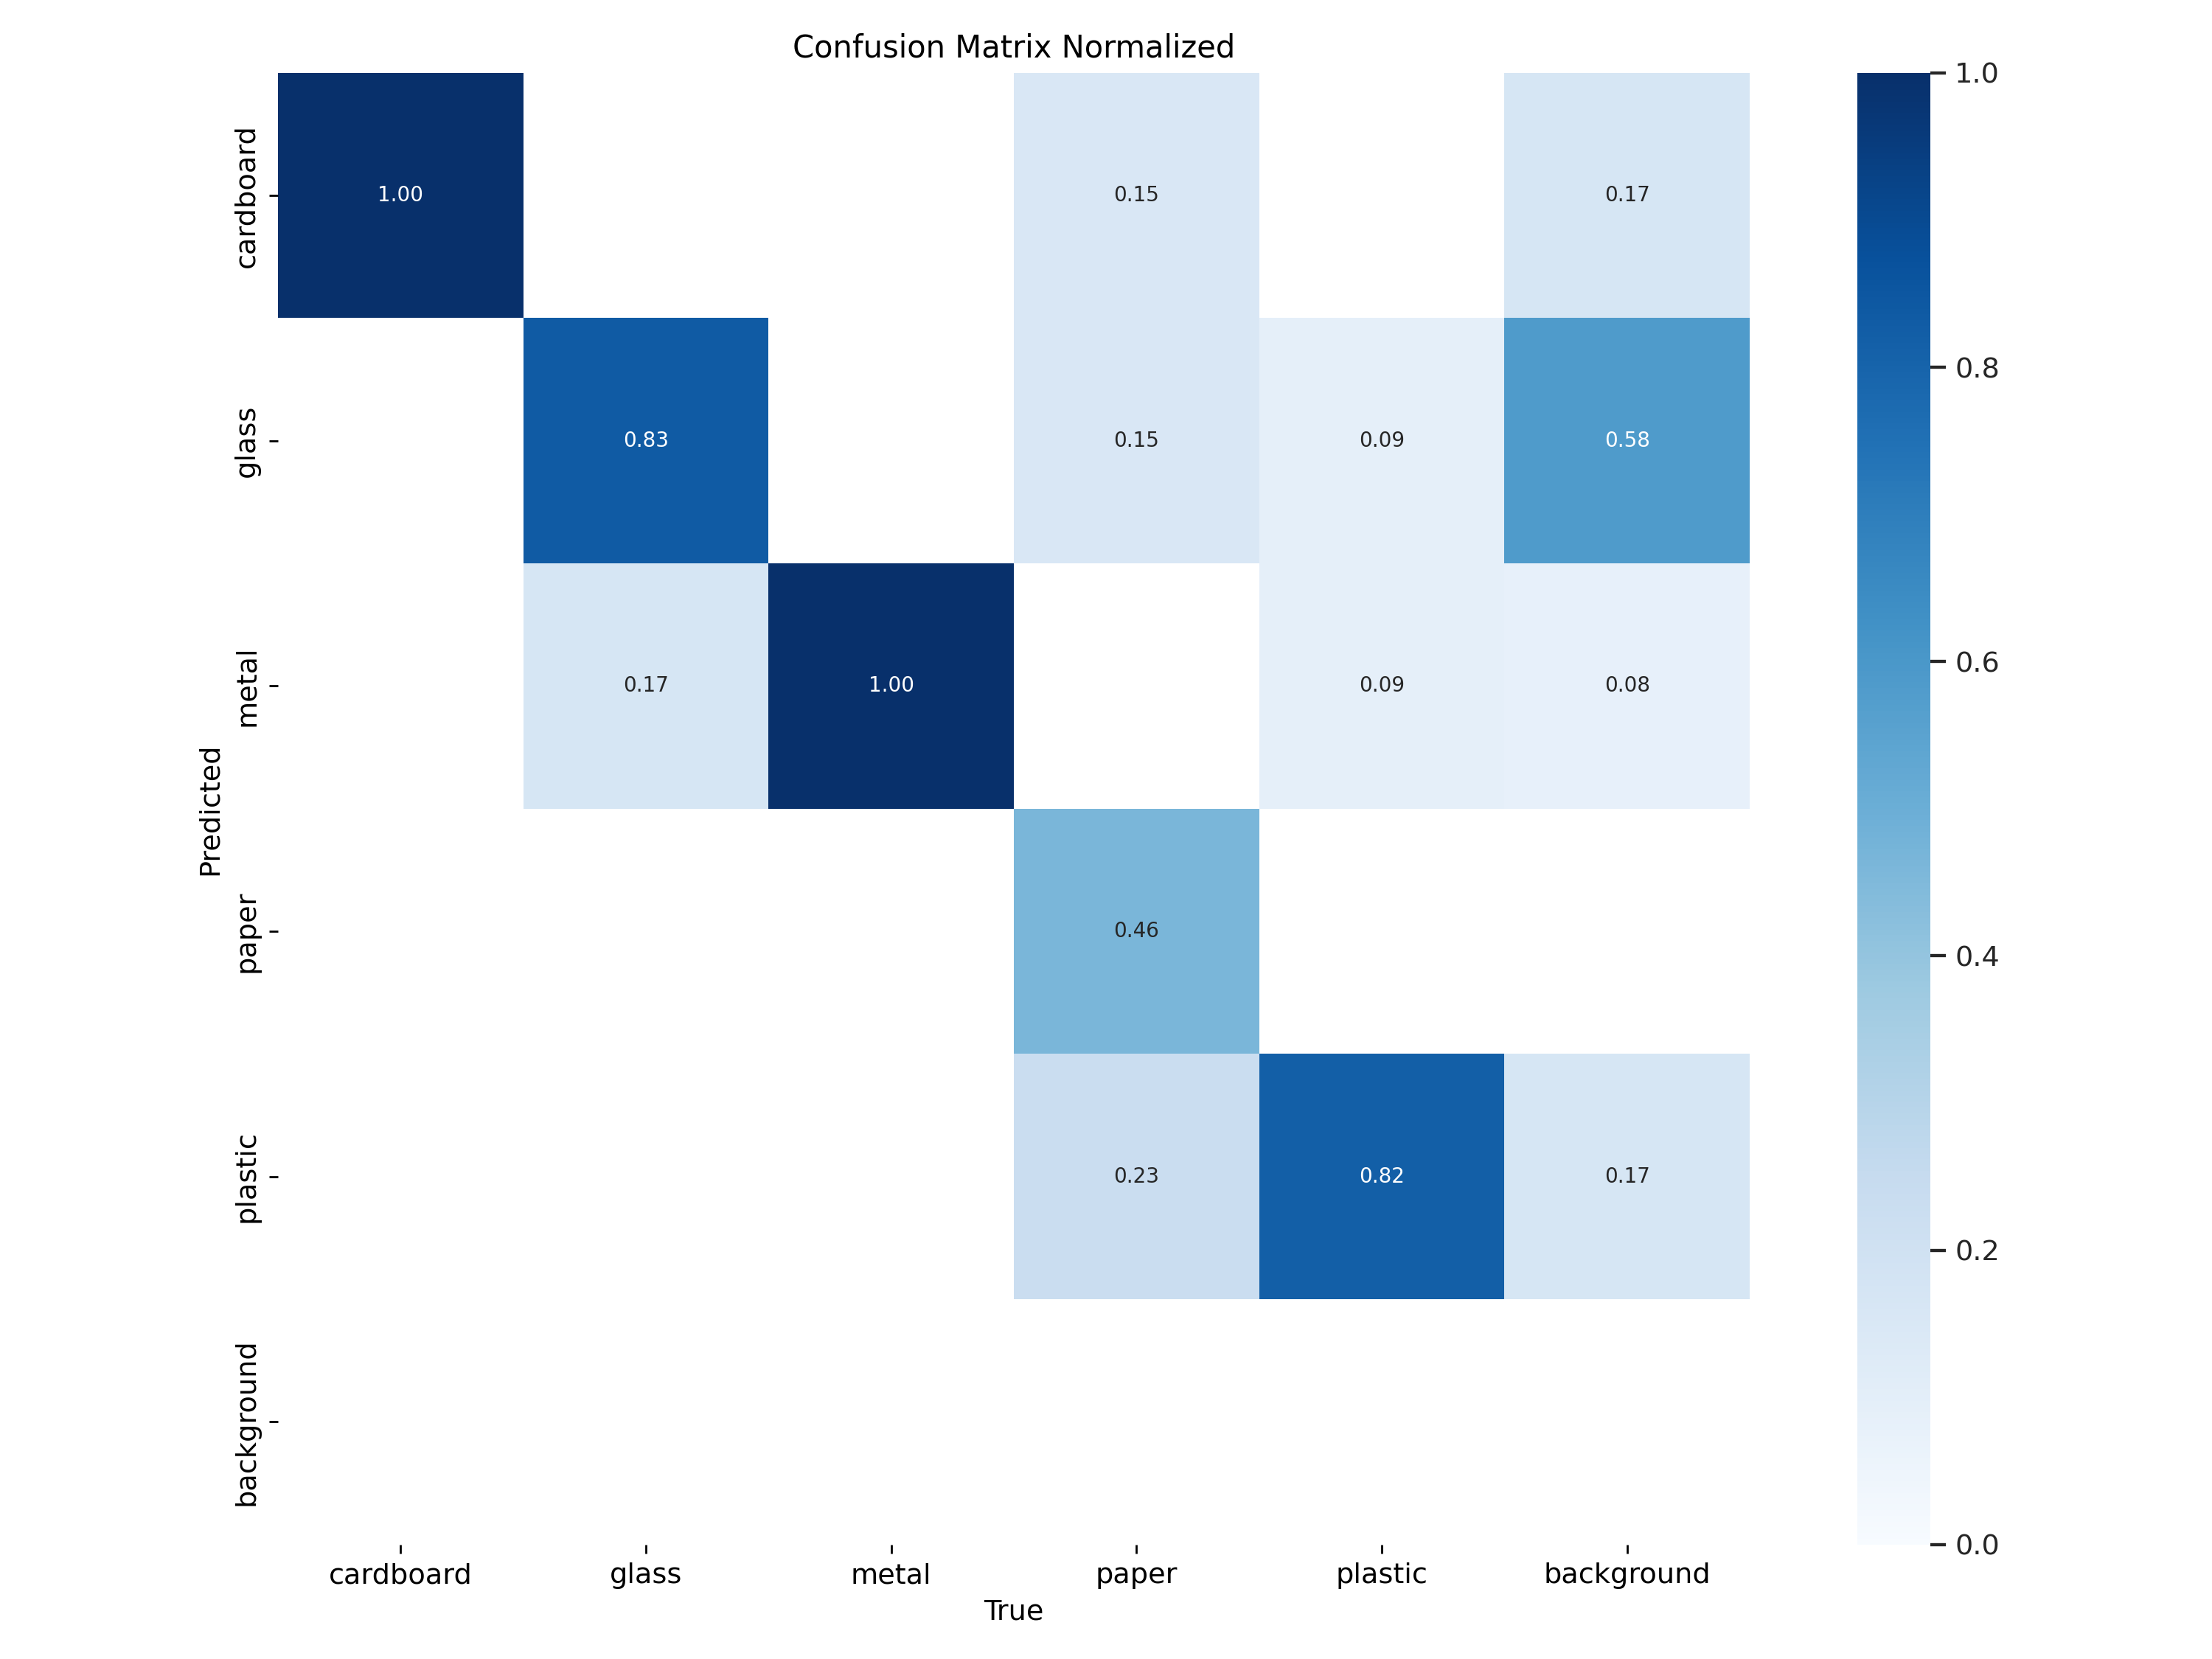 Confusion Matrix Normalized
cardboard
1.00
0.15
0.17
1.0
0.8
glass
0.83
0.15
0.09
0.58
0.6
metal
0.17
1.00
0.09
0.08
Predicted
paper
0.46
0.4
plastic
0.23
0.82
0.17
0.2
background
0.0
cardboard glass metal paper plastic background
True